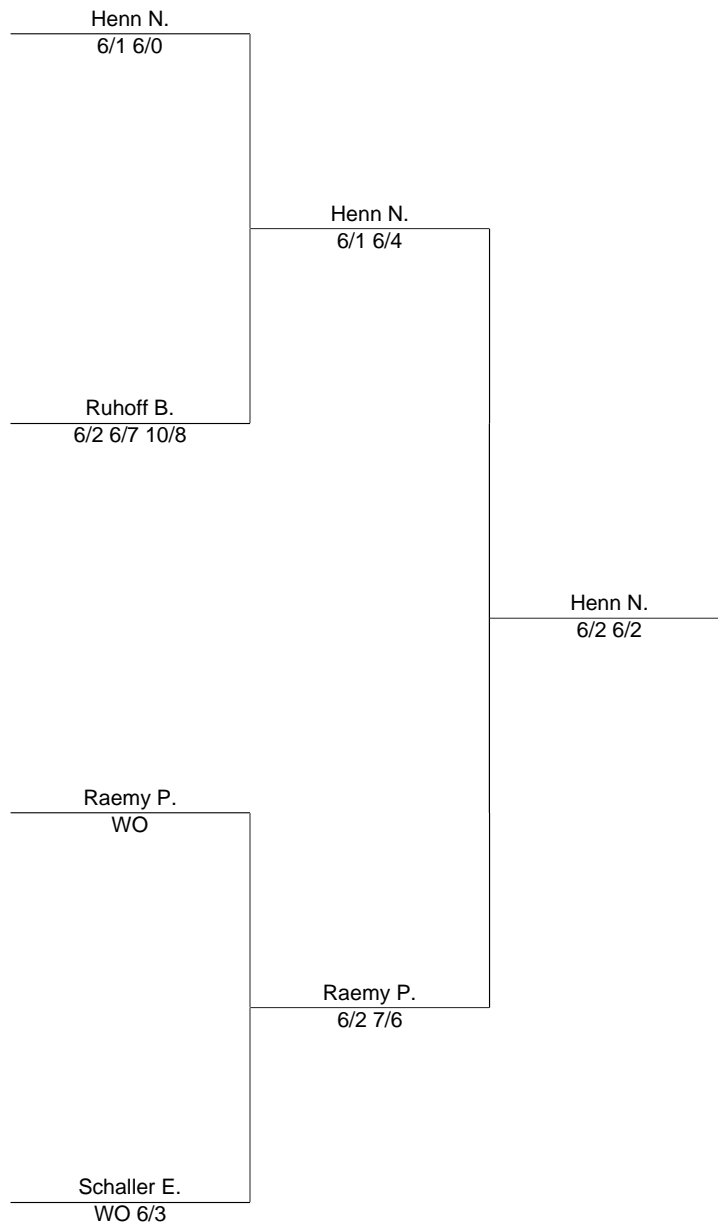 Henn N.
6/1 6/0
Henn N.
6/1 6/4
Ruhoff B.
6/2 6/7 10/8
Henn N.
6/2 6/2
Raemy P.
WO
Raemy P.
6/2 7/6
Schaller E.
WO 6/3